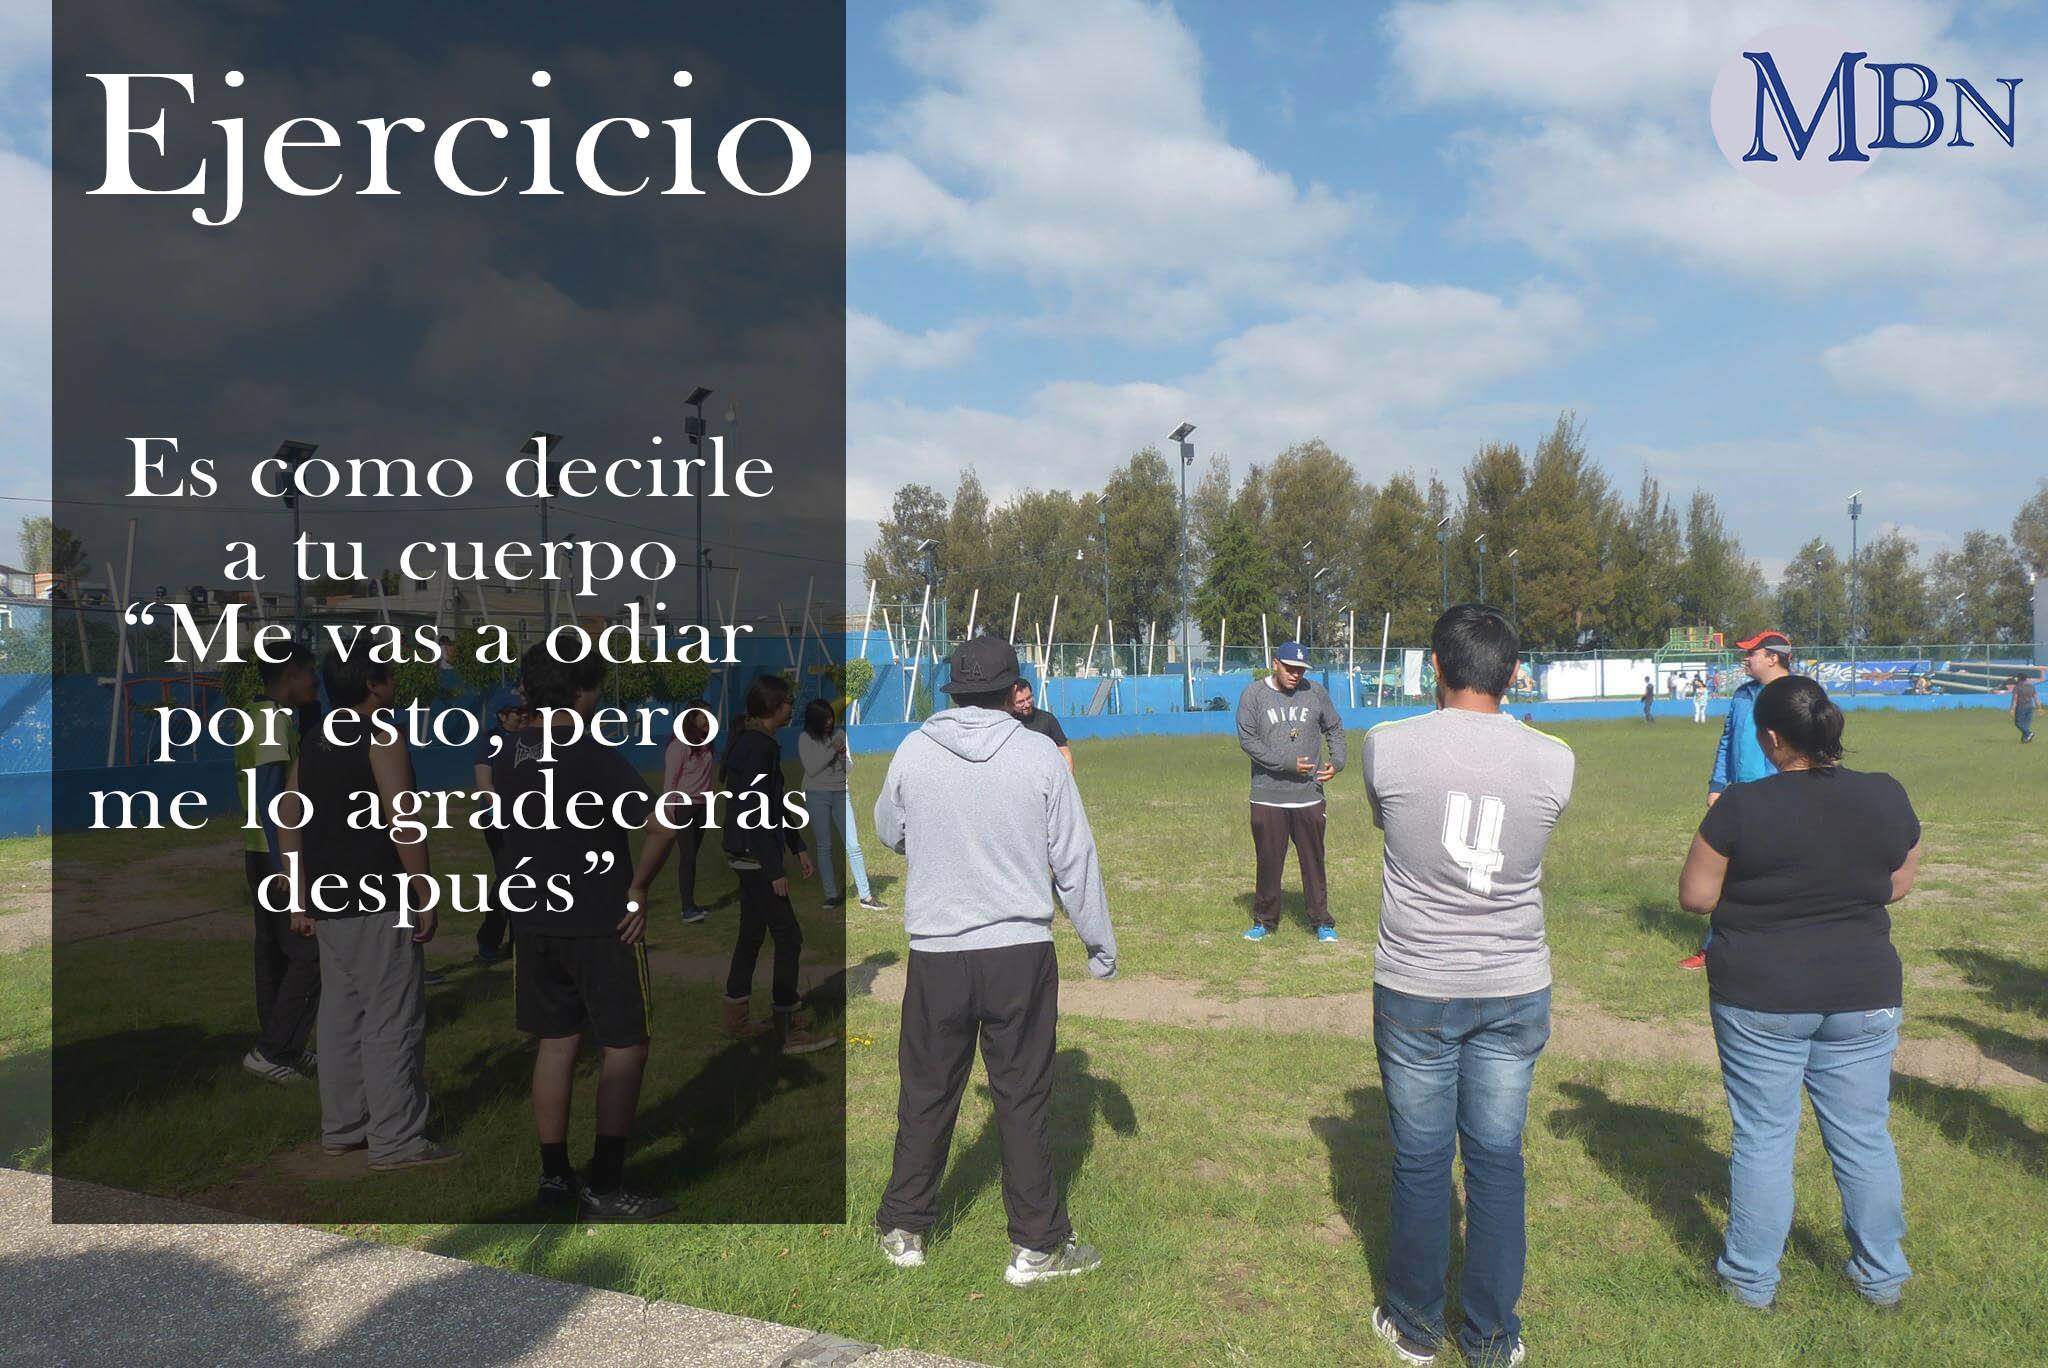 Ejercicio
MBN
Es como decirle
a tu cuerpo
“Me vas a odiar
por esto, pero
me lo agradecerás
después”.
LA
LA
NIKE
4